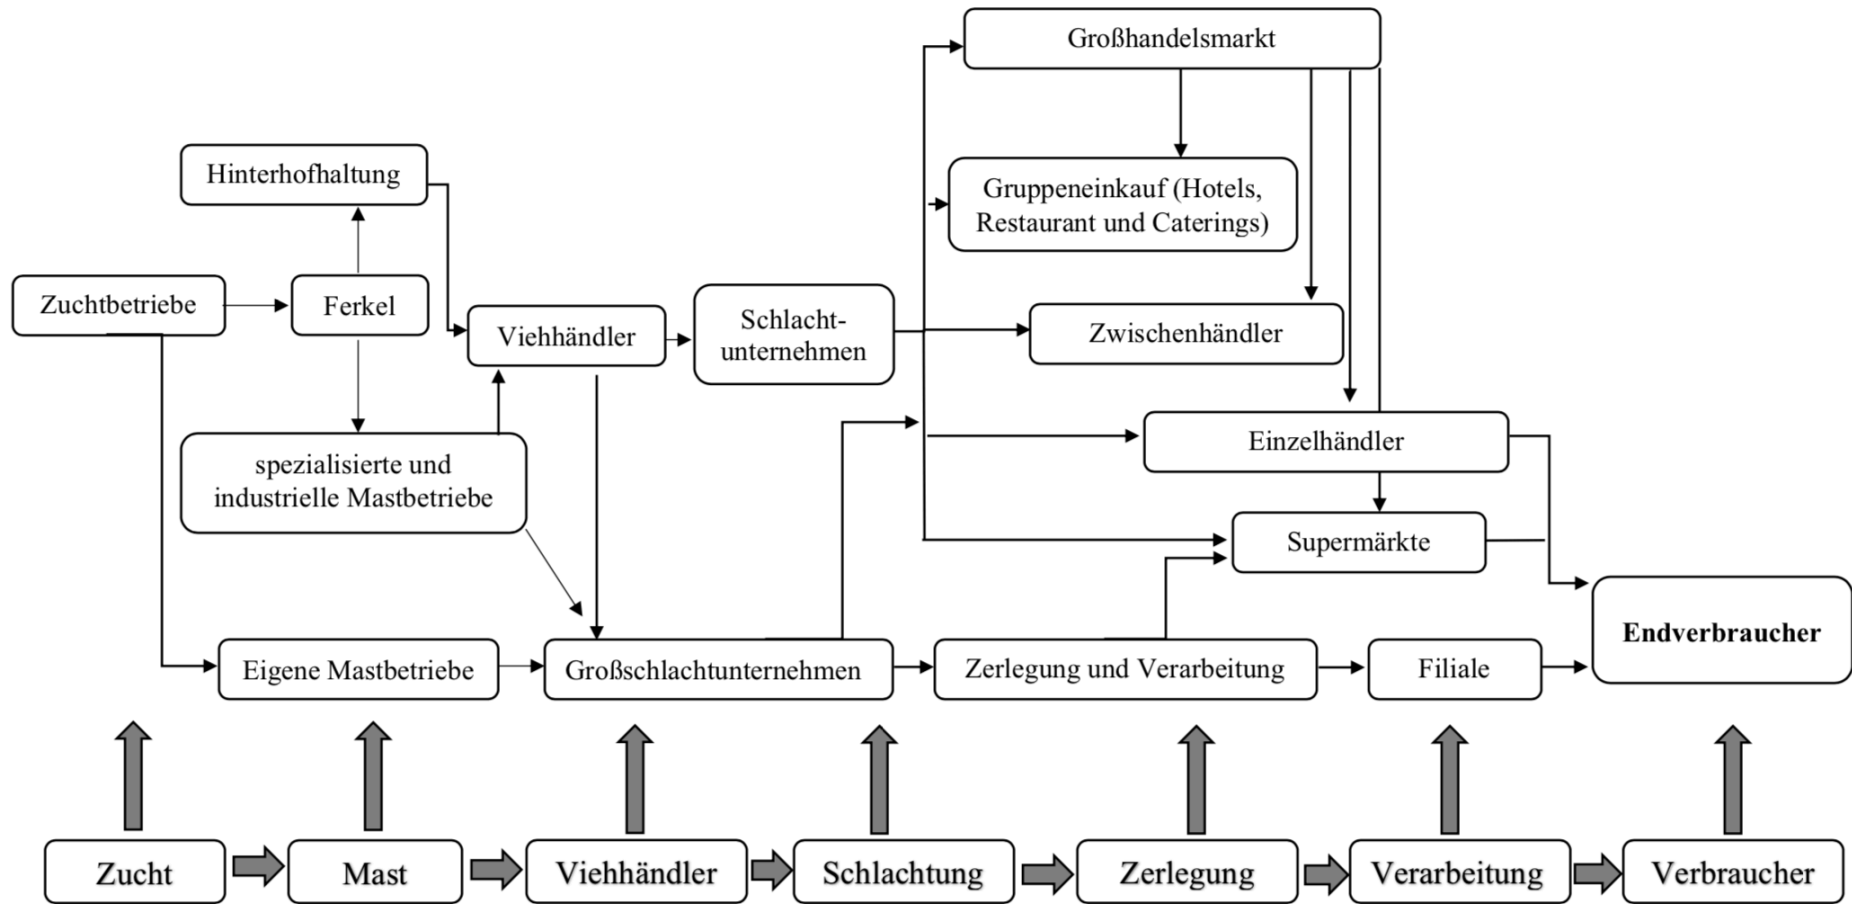 Großhandelsmarkt
Hinterhofhaltung
Gruppeneinkauf (Hotels,
Restaurant und Caterings)
Zuchtbetriebe
Ferkel
Viehhändler
Schlacht-
unternehmen
Zwischenhändler
spezialisierte und
industrielle Mastbetriebe
Einzelhändler
Supermärkte
Endverbraucher
Eigene Mastbetriebe
Großschlachtunternehmen
Zerlegung und Verarbeitung
Filiale
Zucht
Mast
Viehhändler
Schlachtung
Zerlegung
Verarbeitung
Verbraucher